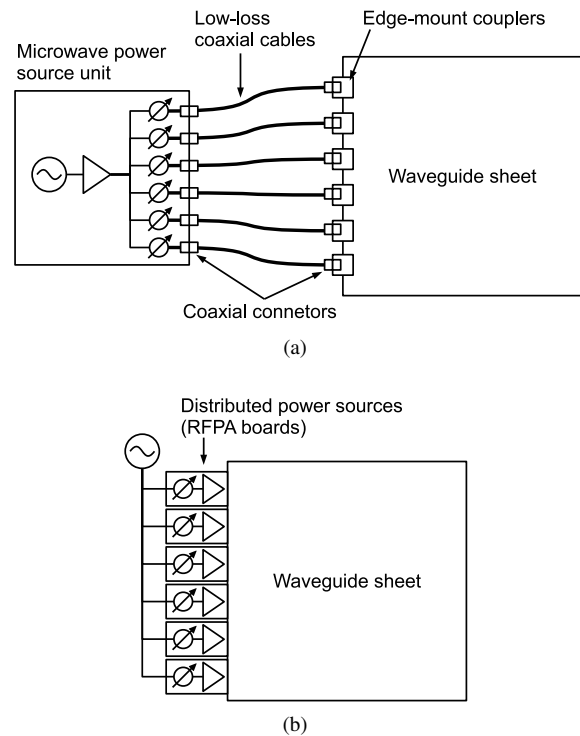 Low-loss
coaxial cables
Edge-mount couplers
Microwave power
source unit
Waveguide sheet
Coaxial connetors
(a)
Distributed power sources
(RFPA boards)
Waveguide sheet
(b)